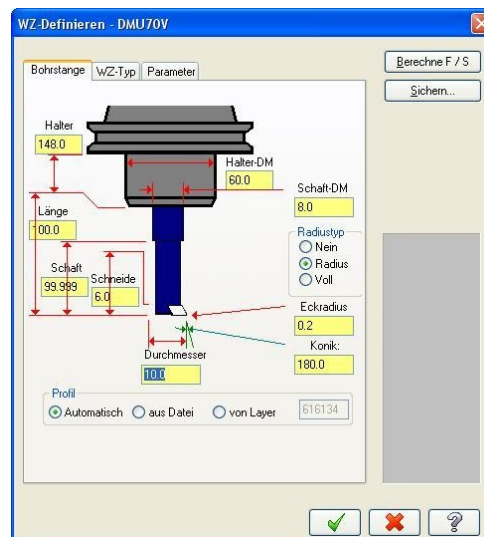 WZ-Definieren - DMU70V
Bohrstange
WZ-Typ
Parameter
Berechne F / S
Sichern...
Halter
148.0
Halter-DM
60.0
Schaft-DM
8.0
Länge
100.0
Radiustyp
Nein
Radius
Voll
Schaft
99.999
Schneide
6.0
Eckradius
0.2
Konik:
180.0
Durchmesser
10.0
Profil
Automatisch
aus Datei
von Layer
616134